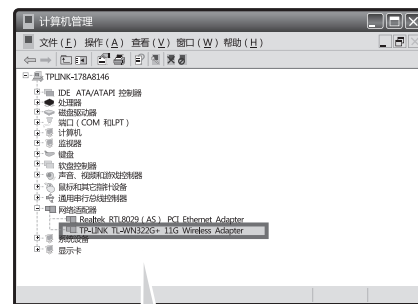 计算机管理
文件(F) 操作(A) 查看(V) 窗口(W) 帮助(H)
TPLINK-178A8146
IDE ATA/ATAPI 控制器
处理器
磁盘驱动器
端口(COM 和LPT)
计算机
监视器
键盘
软盘控制器
声音、视频和游戏控制器
鼠标和其它指针设备
通用串行总线控制器
网络适配器
Realtek RTL8029(AS) PCI Ethernet Adapter
TP-LINK TL-WN322G+ 11G Wireless Adapter
系统设备
显示卡